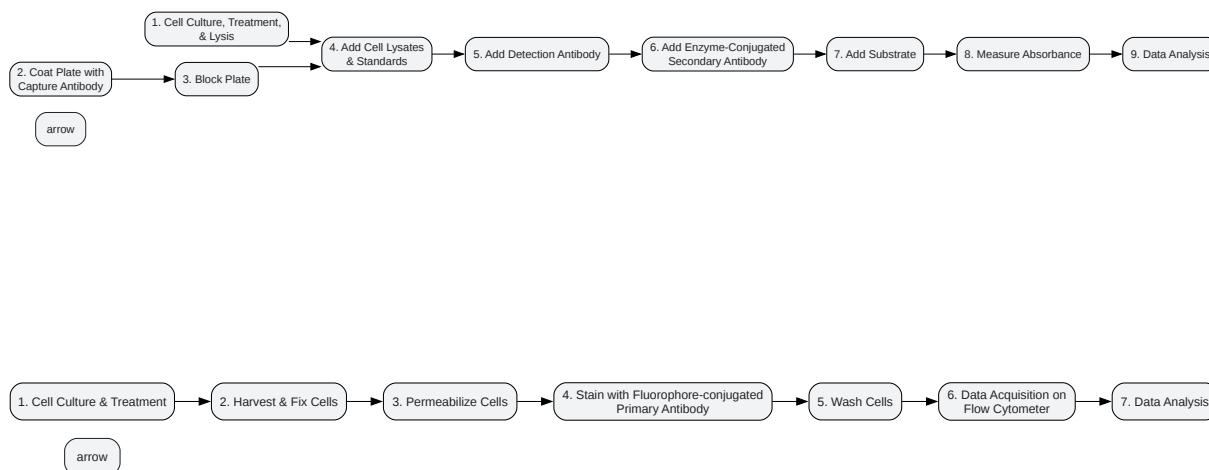 1. Cell Culture, Treatment,
& Lysis
2. Coat Plate with
Capture Antibody
3. Block Plate
4. Add Cell Lysates
& Standards
5. Add Detection Antibody
6. Add Enzyme-Conjugated
Secondary Antibody
7. Add Substrate
8. Measure Absorbance
9. Data Analysis
arrow
1. Cell Culture & Treatment
2. Harvest & Fix Cells
3. Permeabilize Cells
4. Stain with Fluorophore-conjugated
Primary Antibody
5. Wash Cells
6. Data Acquisition on
Flow Cytometer
7. Data Analysis
arrow